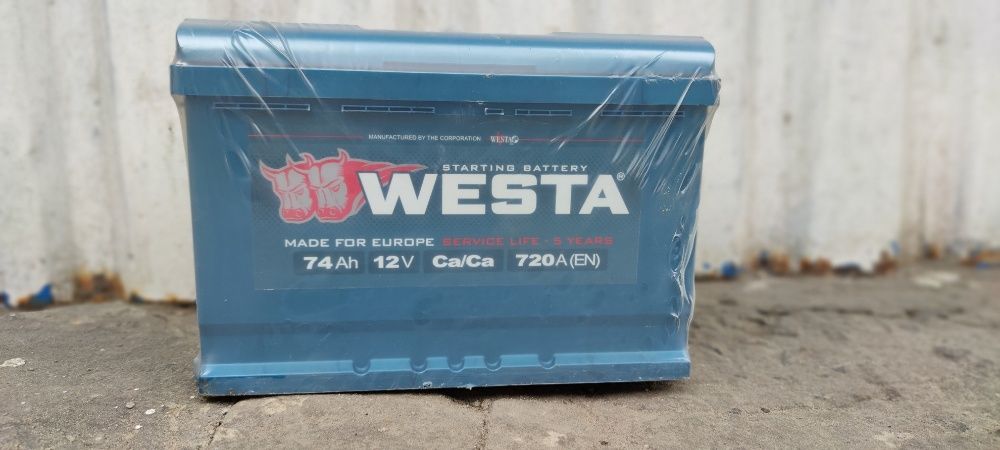 MANUFACTURED BY THE CORPORATION WESTA
STARTING BATTERY
WESTA®
MADE FOR EUROPE SERVICE LIFE - 5 YEARS
74Ah 12V Ca/Ca 720A (EN)